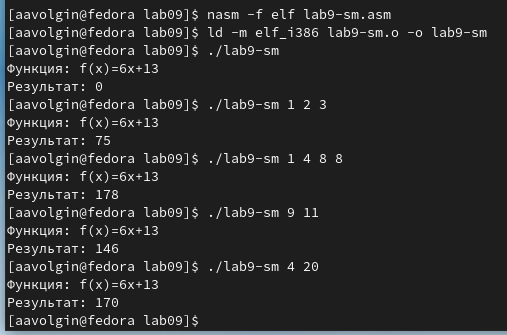 [aavolgin@fedora lab09]$ nasm -f elf lab9-sm.asm
[aavolgin@fedora lab09]$ ld -m elf_i386 lab9-sm.o -o lab9-sm
[aavolgin@fedora lab09]$ ./lab9-sm
Функция: f(x)=6x+13
Результат: 0
[aavolgin@fedora lab09]$ ./lab9-sm 1 2 3
Функция: f(x)=6x+13
Результат: 75
[aavolgin@fedora lab09]$ ./lab9-sm 1 4 8 8
Функция: f(x)=6x+13
Результат: 178
[aavolgin@fedora lab09]$ ./lab9-sm 9 11
Функция: f(x)=6x+13
Результат: 146
[aavolgin@fedora lab09]$ ./lab9-sm 4 20
Функция: f(x)=6x+13
Результат: 170
[aavolgin@fedora lab09]$